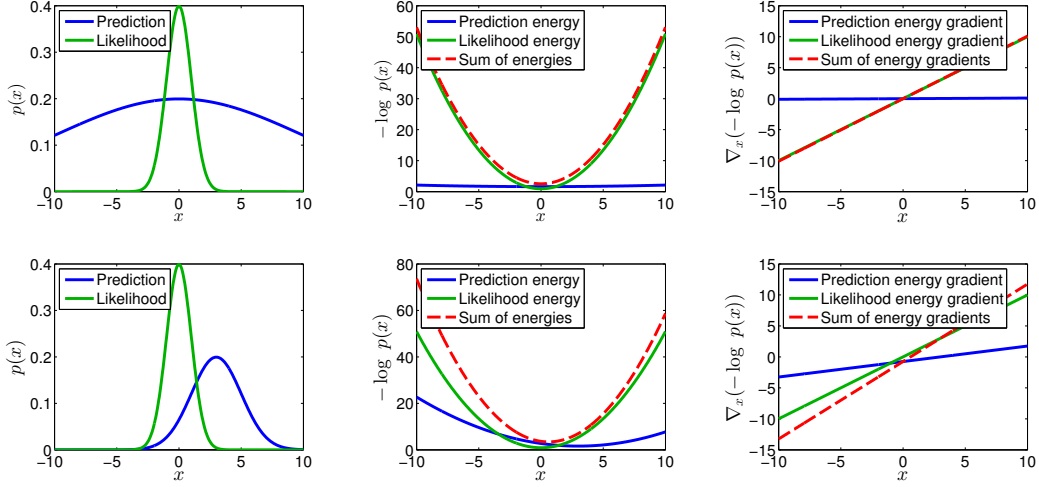 0.4
0.3
0.2
0.1
0
−10
−5
0
5
10
x
p(x)
Prediction
Likelihood
60
50
40
30
20
10
0
−10
−5
0
5
10
x
−log p(x)
Prediction energy
Likelihood energy
Sum of energies
15
10
5
0
−5
−10
−15
−10
−5
0
5
10
x
∇ₓ(−log p(x))
Prediction energy gradient
Likelihood energy gradient
Sum of energy gradients
0.4
0.3
0.2
0.1
0
−10
−5
0
5
10
x
p(x)
Prediction
Likelihood
80
60
40
20
0
−10
−5
0
5
10
x
−log p(x)
Prediction energy
Likelihood energy
Sum of energies
15
10
5
0
−5
−10
−15
−10
−5
0
5
10
x
∇ₓ(−log p(x))
Prediction energy gradient
Likelihood energy gradient
Sum of energy gradients